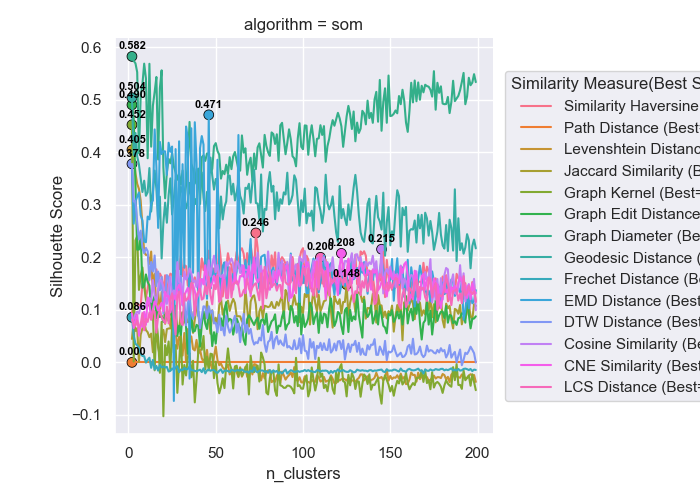 algorithm = som
Silhouette Score
0.6
0.5
0.4
0.3
0.2
0.1
0.0
−0.1
0.582
0.504
0.490
0.452
0.405
0.378
0.086
0.000
0.471
0.246
0.200
0.208
0.148
0.215
0
50
100
150
200
n_clusters
Similarity Measure(Best S
Similarity Haversine
Path Distance (Best=
Levenshtein Distanc
Jaccard Similarity (B
Graph Kernel (Best=
Graph Edit Distance
Graph Diameter (Be
Geodesic Distance (
Frechet Distance (Be
EMD Distance (Best
DTW Distance (Best
Cosine Similarity (Be
CNE Similarity (Best
LCS Distance (Best=